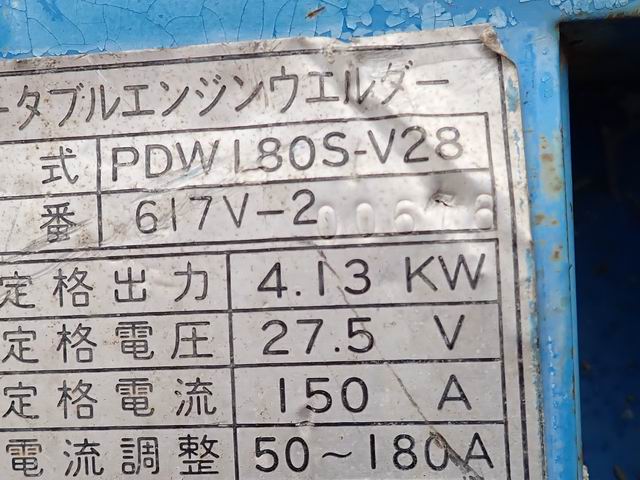 ータブルエンジンウエルダー
式 PDW180S-V28
番 617V-2
定格出力 4.13 KW
定格電圧 27.5 V
定格電流 150 A
電流調整 50～180A